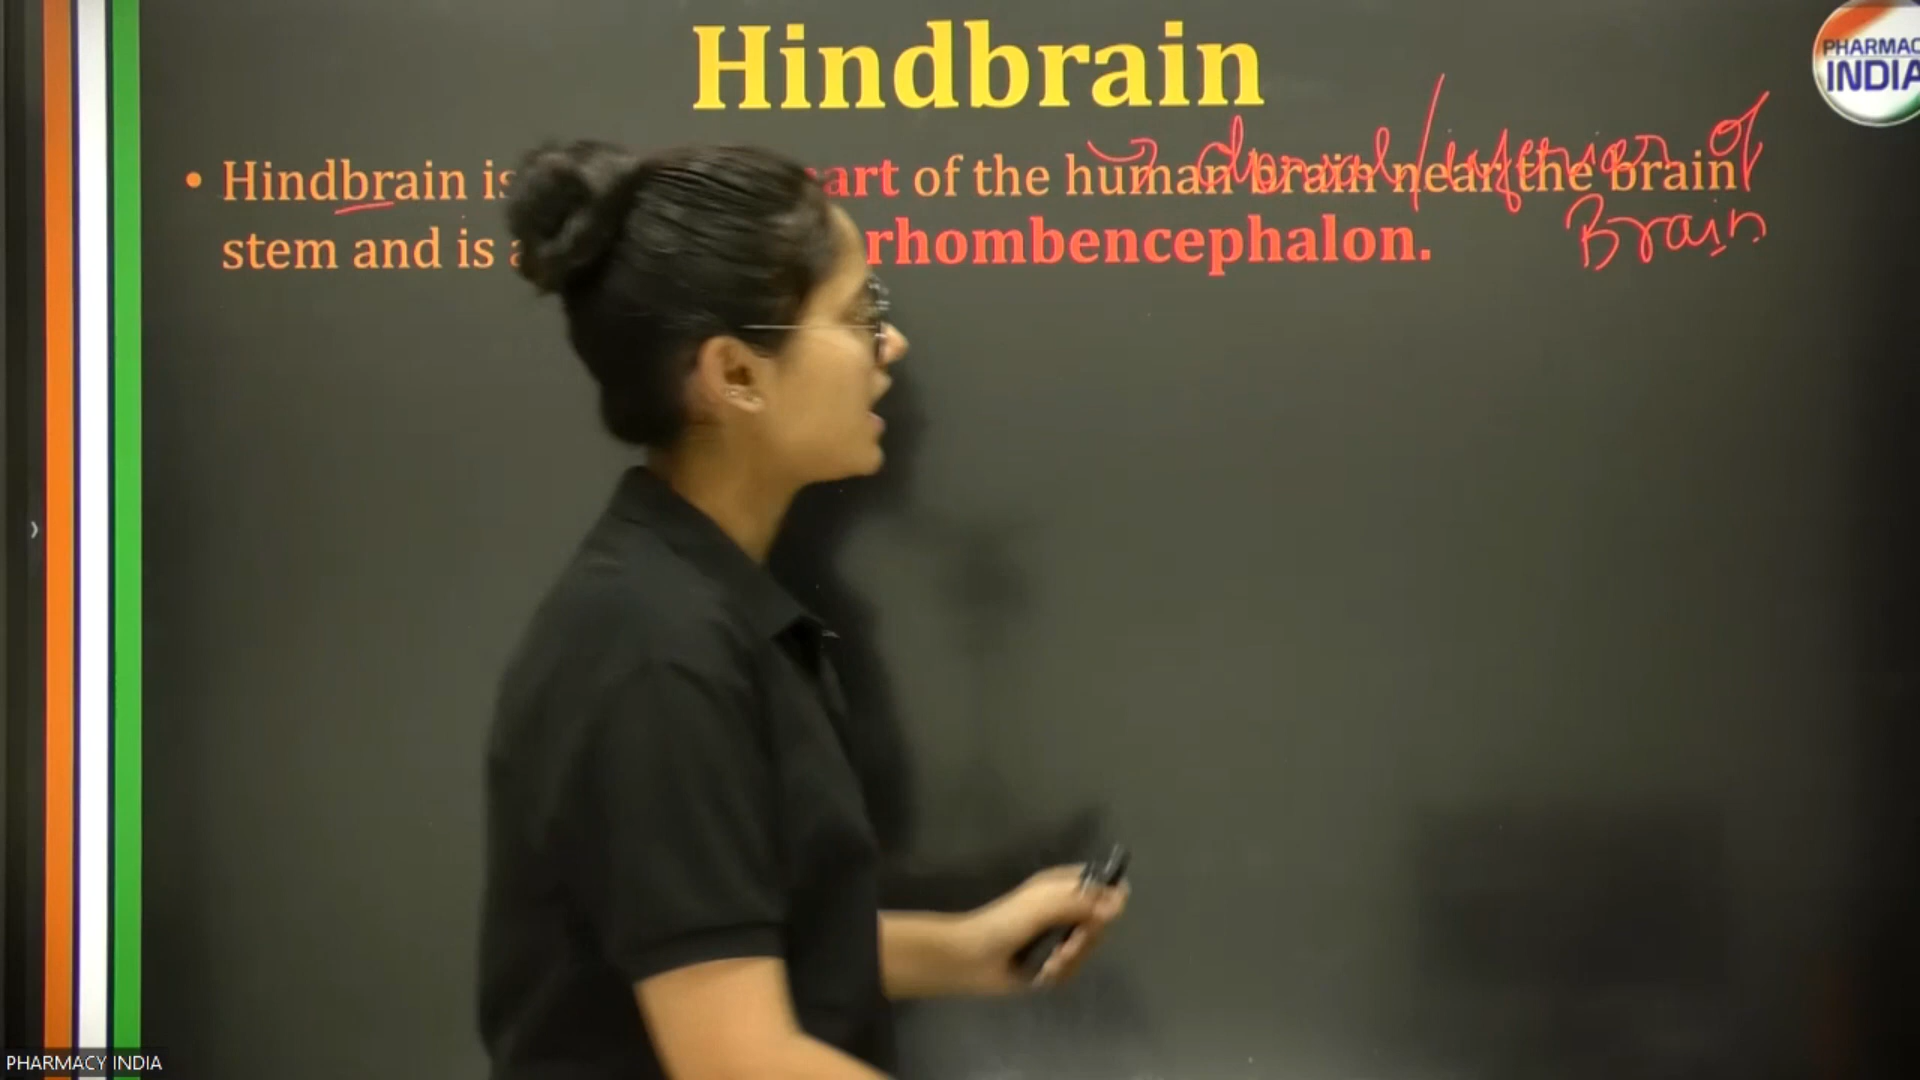 Hindbrain
PHARMAC
INDIA
dorsal/inferior of
Brain
• Hindbrain is art of the human brain near the brain
stem and is a rhombencephalon.
PHARMACY INDIA